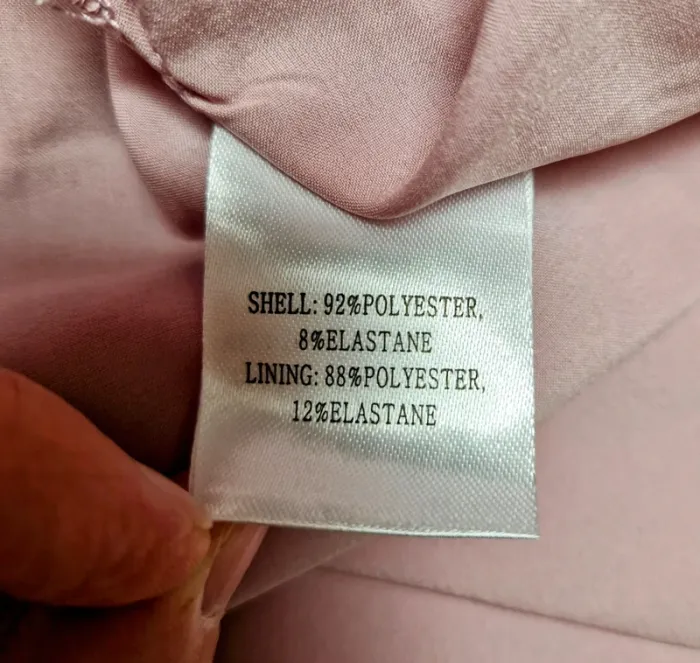 SHELL: 92%POLYESTER,
8%ELASTANE
LINING: 88%POLYESTER,
12%ELASTANE